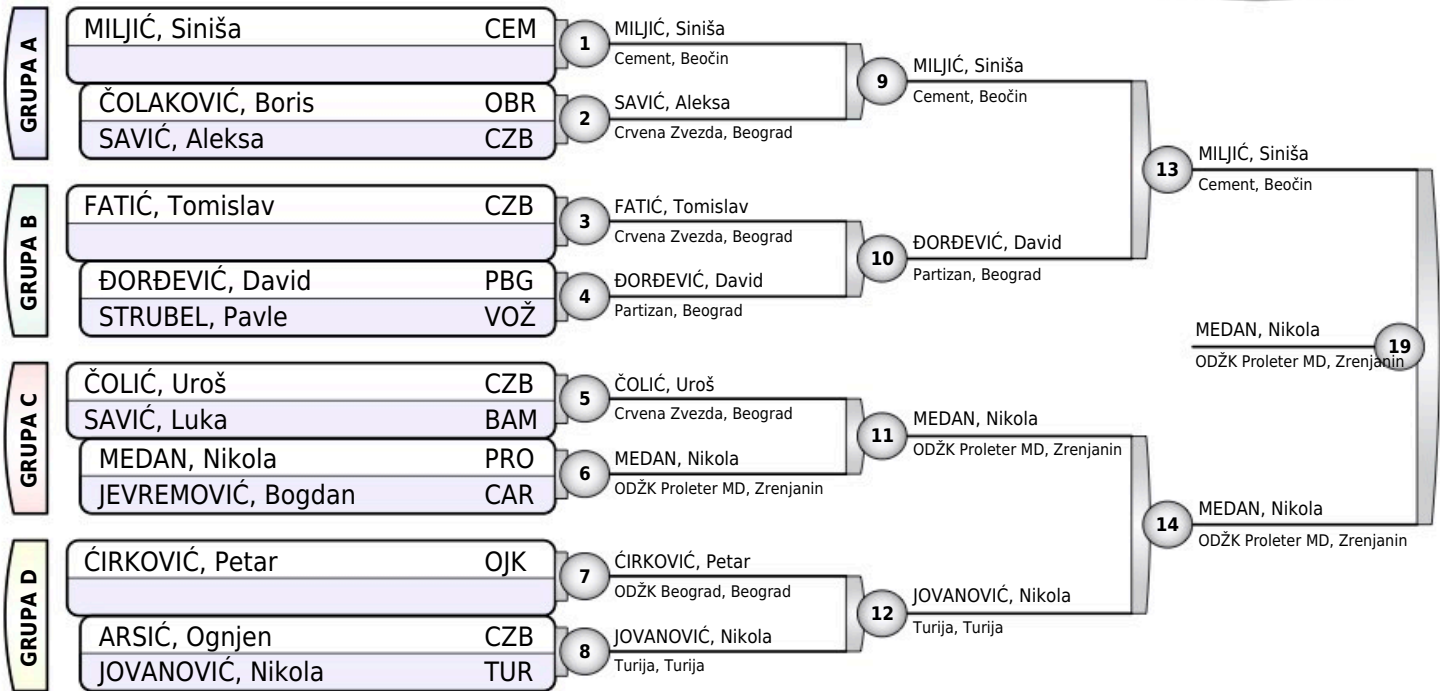 GRUPA A
MILJIĆ, Siniša CEM
ČOLAKOVIĆ, Boris OBR
SAVIĆ, Aleksa CZB
GRUPA B
FATIĆ, Tomislav CZB
ĐORĐEVIĆ, David PBG
STRUBEL, Pavle VOŽ
GRUPA C
ČOLIĆ, Uroš CZB
SAVIĆ, Luka BAM
MEDAN, Nikola PRO
JEVREMOVIĆ, Bogdan CAR
GRUPA D
ĆIRKOVIĆ, Petar OJK
ARSIĆ, Ognjen CZB
JOVANOVIĆ, Nikola TUR
1 MILJIĆ, Siniša
Cement, Beočin
2 SAVIĆ, Aleksa
Crvena Zvezda, Beograd
3 FATIĆ, Tomislav
Crvena Zvezda, Beograd
4 ĐORĐEVIĆ, David
Partizan, Beograd
5 ČOLIĆ, Uroš
Crvena Zvezda, Beograd
6 MEDAN, Nikola
ODŽK Proleter MD, Zrenjanin
7 ĆIRKOVIĆ, Petar
ODŽK Beograd, Beograd
8 JOVANOVIĆ, Nikola
Turija, Turija
9 MILJIĆ, Siniša
Cement, Beočin
10 ĐORĐEVIĆ, David
Partizan, Beograd
11 MEDAN, Nikola
ODŽK Proleter MD, Zrenjanin
12 JOVANOVIĆ, Nikola
Turija, Turija
13 MILJIĆ, Siniša
Cement, Beočin
14 MEDAN, Nikola
ODŽK Proleter MD, Zrenjanin
MEDAN, Nikola 19
ODŽK Proleter MD, Zrenjanin